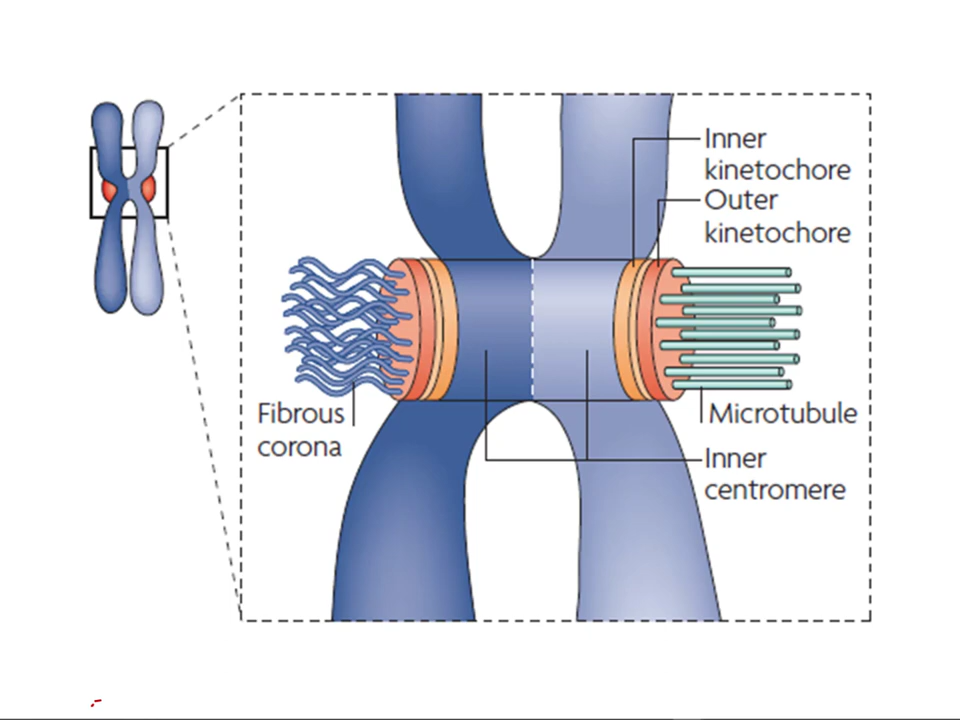 Inner
kinetochore
Outer
kinetochore
Fibrous
corona
Microtubule
Inner
centromere